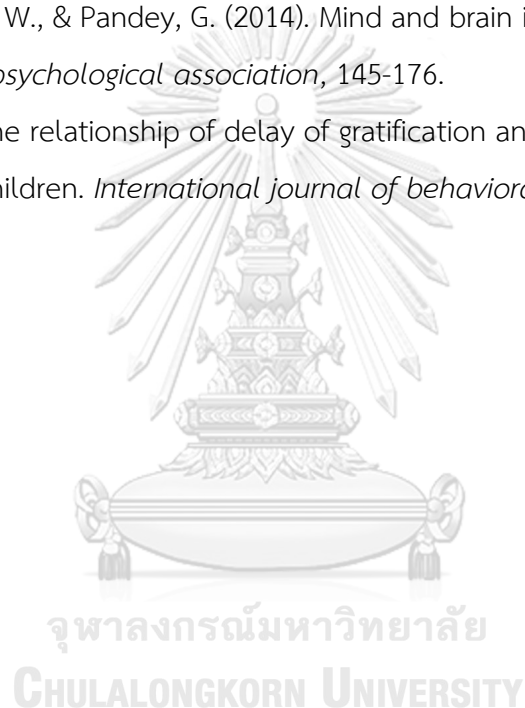 W., & Pandey, G. (2014). Mind and brain i
psychological association, 145-176.
ne relationship of delay of gratification an
hildren. International journal of behaviora
จุฬาลงกรณ์มหาวิทยาลัย
CHULALONGKORN UNIVERSITY